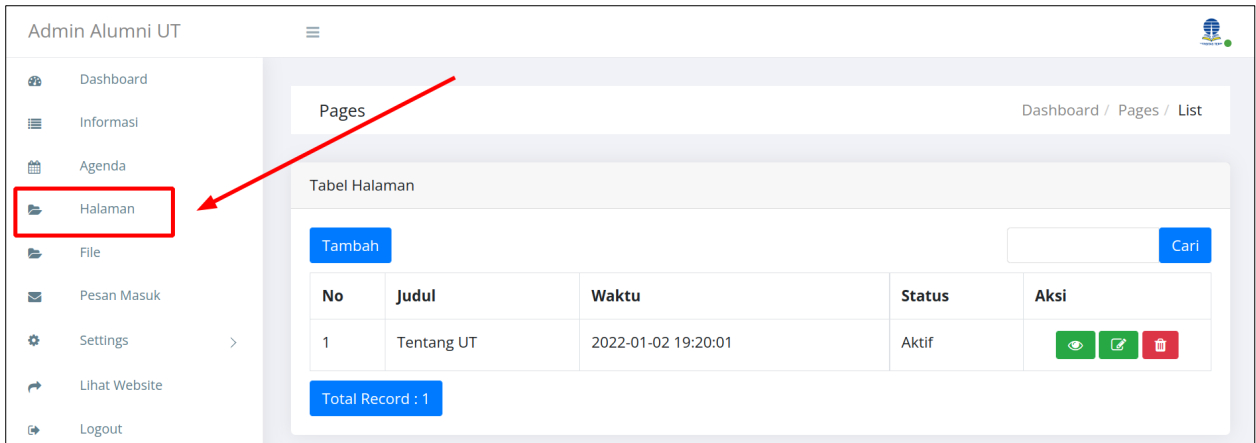 Admin Alumni UT
Dashboard
Informasi
Agenda
Halaman
File
Pesan Masuk
Settings
Lihat Website
Logout
Pages
Dashboard / Pages / List
Tabel Halaman
Tambah
Cari
No Judul Waktu Status Aksi
1 Tentang UT 2022-01-02 19:20:01 Aktif
Total Record : 1